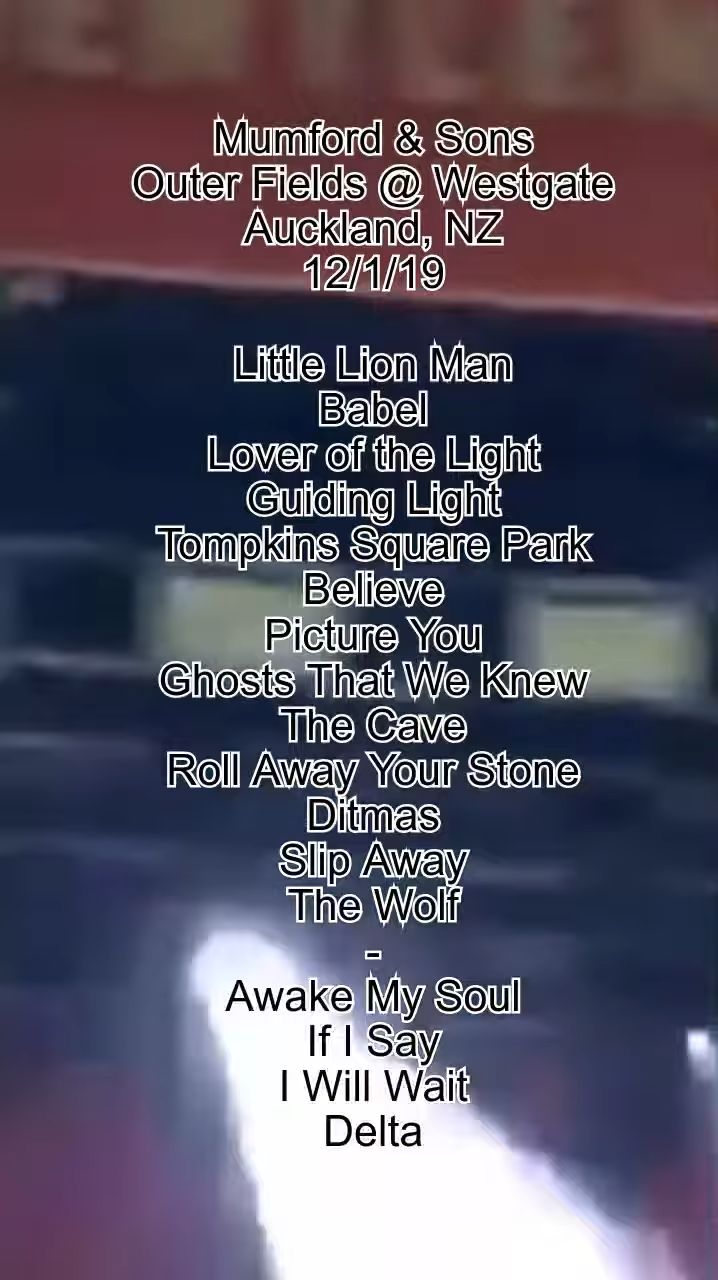 Mumford & Sons
Outer Fields @ Westgate
Auckland, NZ
12/1/19
Little Lion Man
Babel
Lover of the Light
Guiding Light
Tompkins Square Park
Believe
Picture You
Ghosts That We Knew
The Cave
Roll Away Your Stone
Ditmas
Slip Away
The Wolf
-
Awake My Soul
If I Say
I Will Wait
Delta